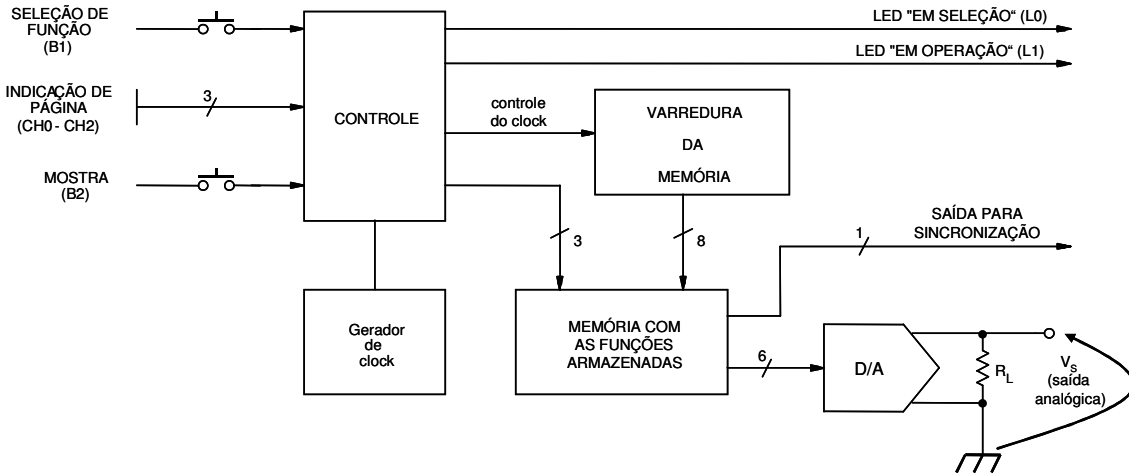 SELEÇÃO DE
FUNÇÃO
(B1)
LED "EM SELEÇÃO“ (L0)
LED "EM OPERAÇÃO“ (L1)
INDICAÇÃO DE
PÁGINA
(CH0 - CH2)
3
CONTROLE
controle
do clock
VARREDURA
DA
MEMÓRIA
MOSTRA
(B2)
3
8
1
SAÍDA PARA
SINCRONIZAÇÃO
Gerador
de
clock
MEMÓRIA COM
AS FUNÇÕES
ARMAZENADAS
6
D/A
RL
VS
(saída
analógica)